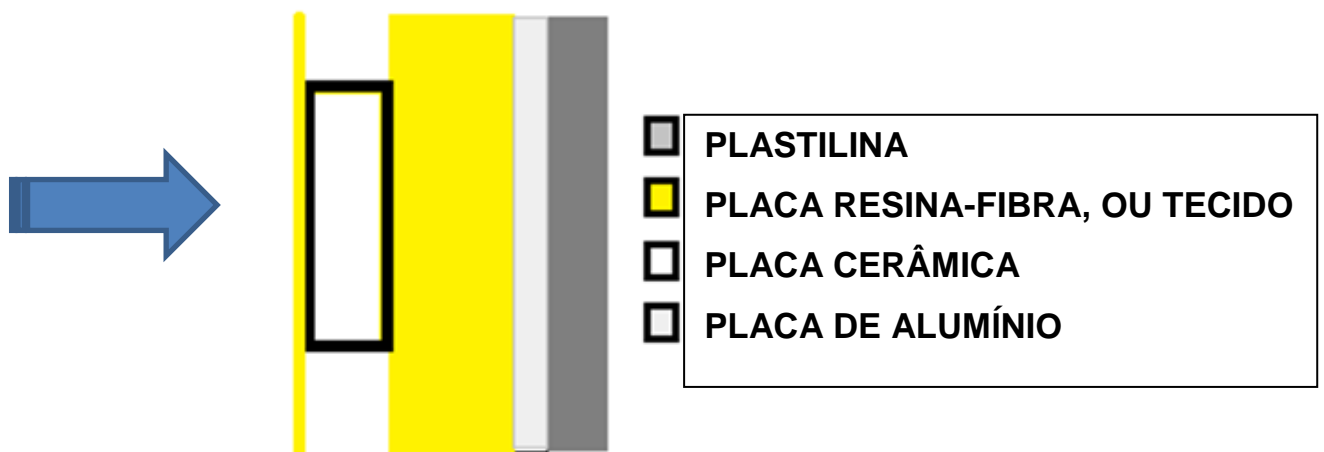 PLASTILINA
PLACA RESINA-FIBRA, OU TECIDO
PLACA CERÂMICA
PLACA DE ALUMÍNIO